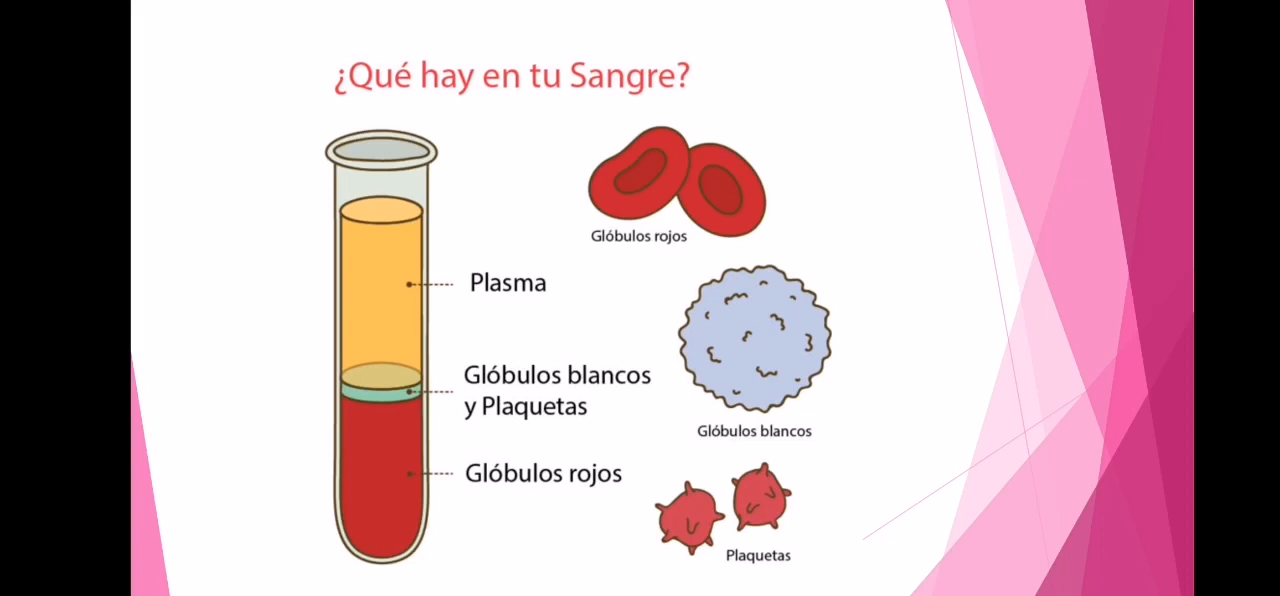 ¿Qué hay en tu Sangre?
Glóbulos rojos
Plasma
Glóbulos blancos
y Plaquetas
Glóbulos blancos
Glóbulos rojos
Plaquetas